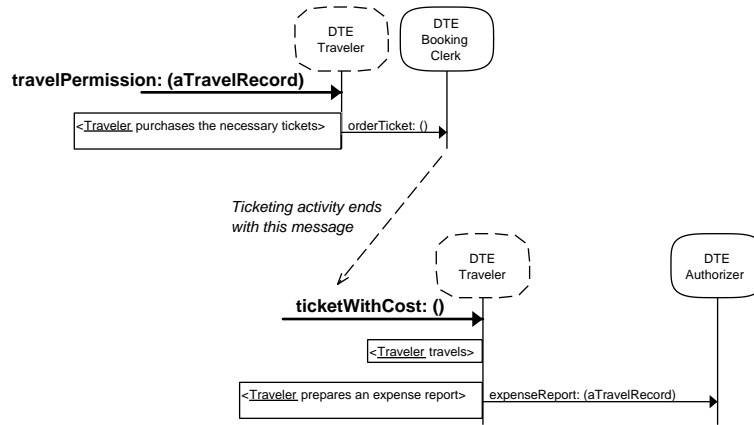 DTE
Traveler
DTE
Booking
Clerk
travelPermission: (aTravelRecord)
<Traveler purchases the necessary tickets>
orderTicket: ()
Ticketing activity ends
with this message
DTE
Traveler
DTE
Authorizer
ticketWithCost: ()
<Traveler travels>
<Traveler prepares an expense report>
expenseReport: (aTravelRecord)